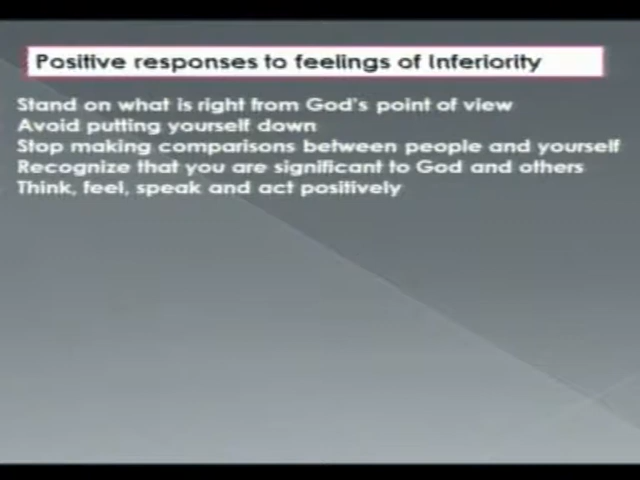 Positive responses to feelings of Inferiority
Stand on what is right from God's point of view
Avoid putting yourself down
Stop making comparisons between people and yourself
Recognize that you are significant to God and others
Think, feel, speak and act positively